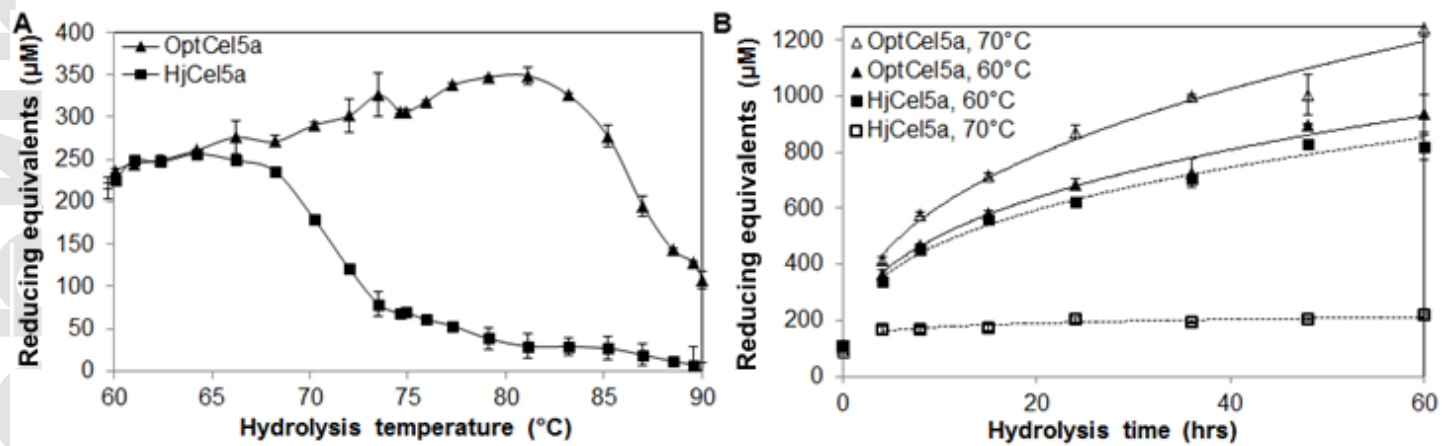 A
Reducing equivalents (µM)
400
350
300
250
200
150
100
50
0
OptCel5a
HjCel5a
60
65
70
75
80
85
90
Hydrolysis temperature (°C)
B
Reducing equivalents (µM)
1200
1000
800
600
400
200
0
OptCel5a, 70°C
OptCel5a, 60°C
HjCel5a, 60°C
HjCel5a, 70°C
0
20
40
60
Hydrolysis time (hrs)